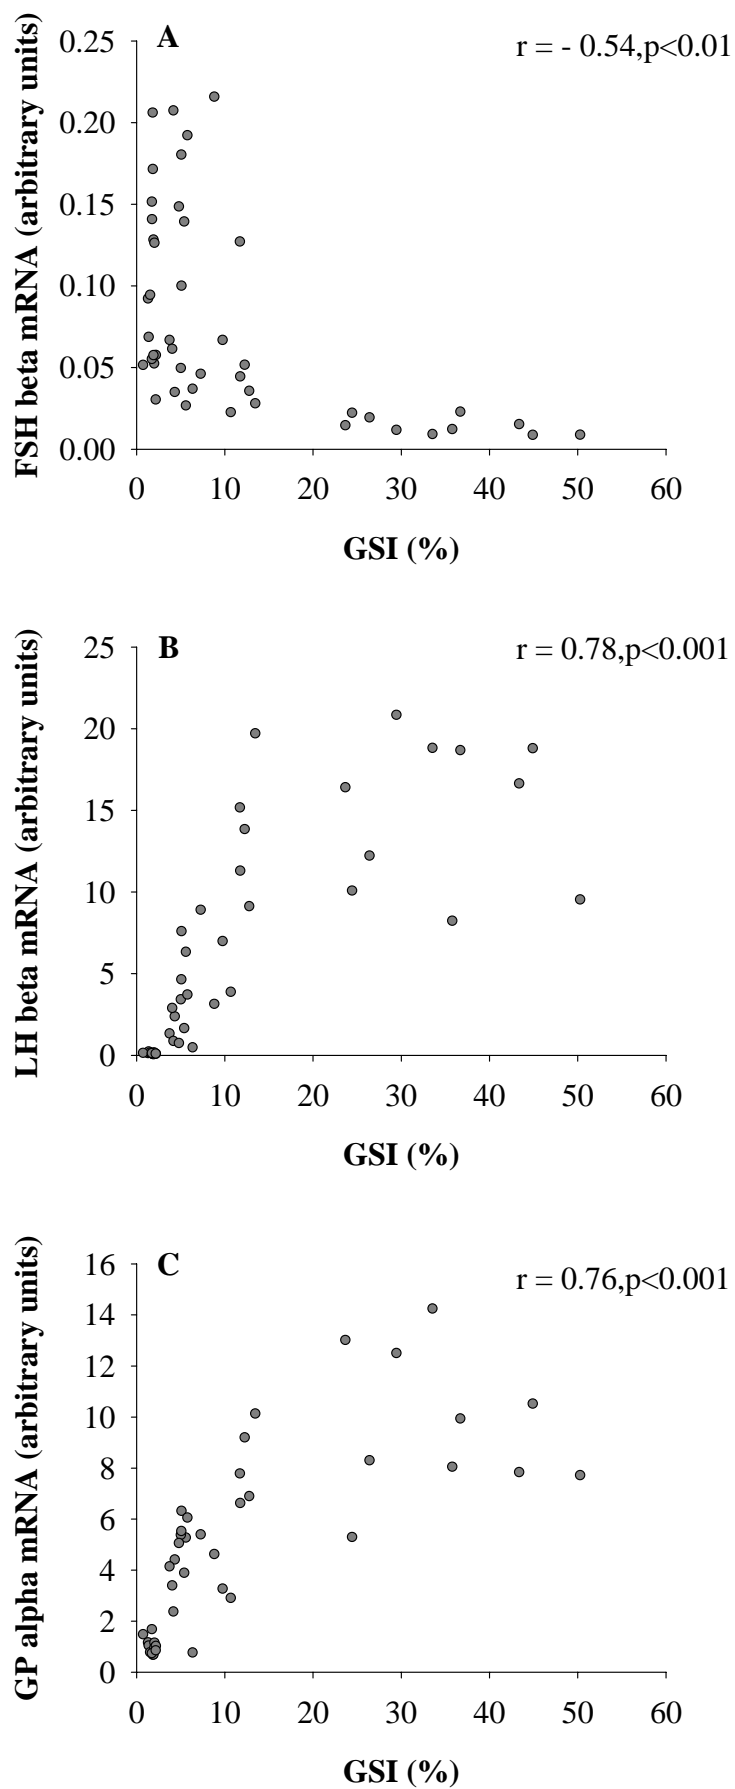 A
r = - 0.54,p<0.01
FSH beta mRNA (arbitrary units)
0.25
0.20
0.15
0.10
0.05
0.00
0 10 20 30 40 50 60
GSI (%)
B
r = 0.78,p<0.001
LH beta mRNA (arbitrary units)
25
20
15
10
5
0
0 10 20 30 40 50 60
GSI (%)
C
r = 0.76,p<0.001
GP alpha mRNA (arbitrary units)
16
14
12
10
8
6
4
2
0
0 10 20 30 40 50 60
GSI (%)